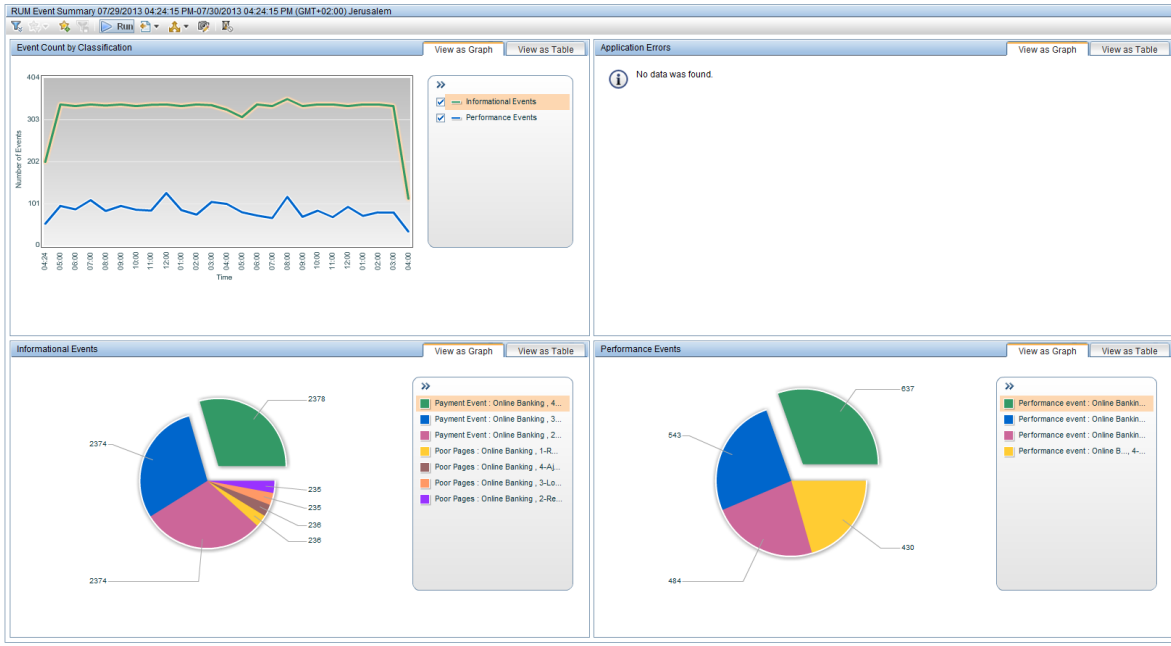 RUM Event Summary 07/29/2013 04:24:15 PM-07/30/2013 04:24:15 PM (GMT+02:00) Jerusalem
Run
Event Count by Classification
View as Graph
View as Table
404
303
202
101
0
Number of Events
04:24
05:00
06:00
07:00
08:00
09:00
10:00
11:00
12:00
01:00
02:00
03:00
04:00
05:00
06:00
07:00
08:00
09:00
10:00
11:00
12:00
01:00
02:00
03:00
04:00
Time
Informational Events
Performance Events
Application Errors
View as Graph
View as Table
No data was found.
Informational Events
View as Graph
View as Table
2378
2374
235
235
236
236
2374
Payment Event : Online Banking , 4...
Payment Event : Online Banking , 3...
Payment Event : Online Banking , 2...
Poor Pages : Online Banking , 1-R...
Poor Pages : Online Banking , 4-Aj...
Poor Pages : Online Banking , 3-Lo...
Poor Pages : Online Banking , 2-Re...
Performance Events
View as Graph
View as Table
637
543
430
484
Performance event : Online Bankin...
Performance event : Online Bankin...
Performance event : Online Bankin...
Performance event : Online B..., 4-...